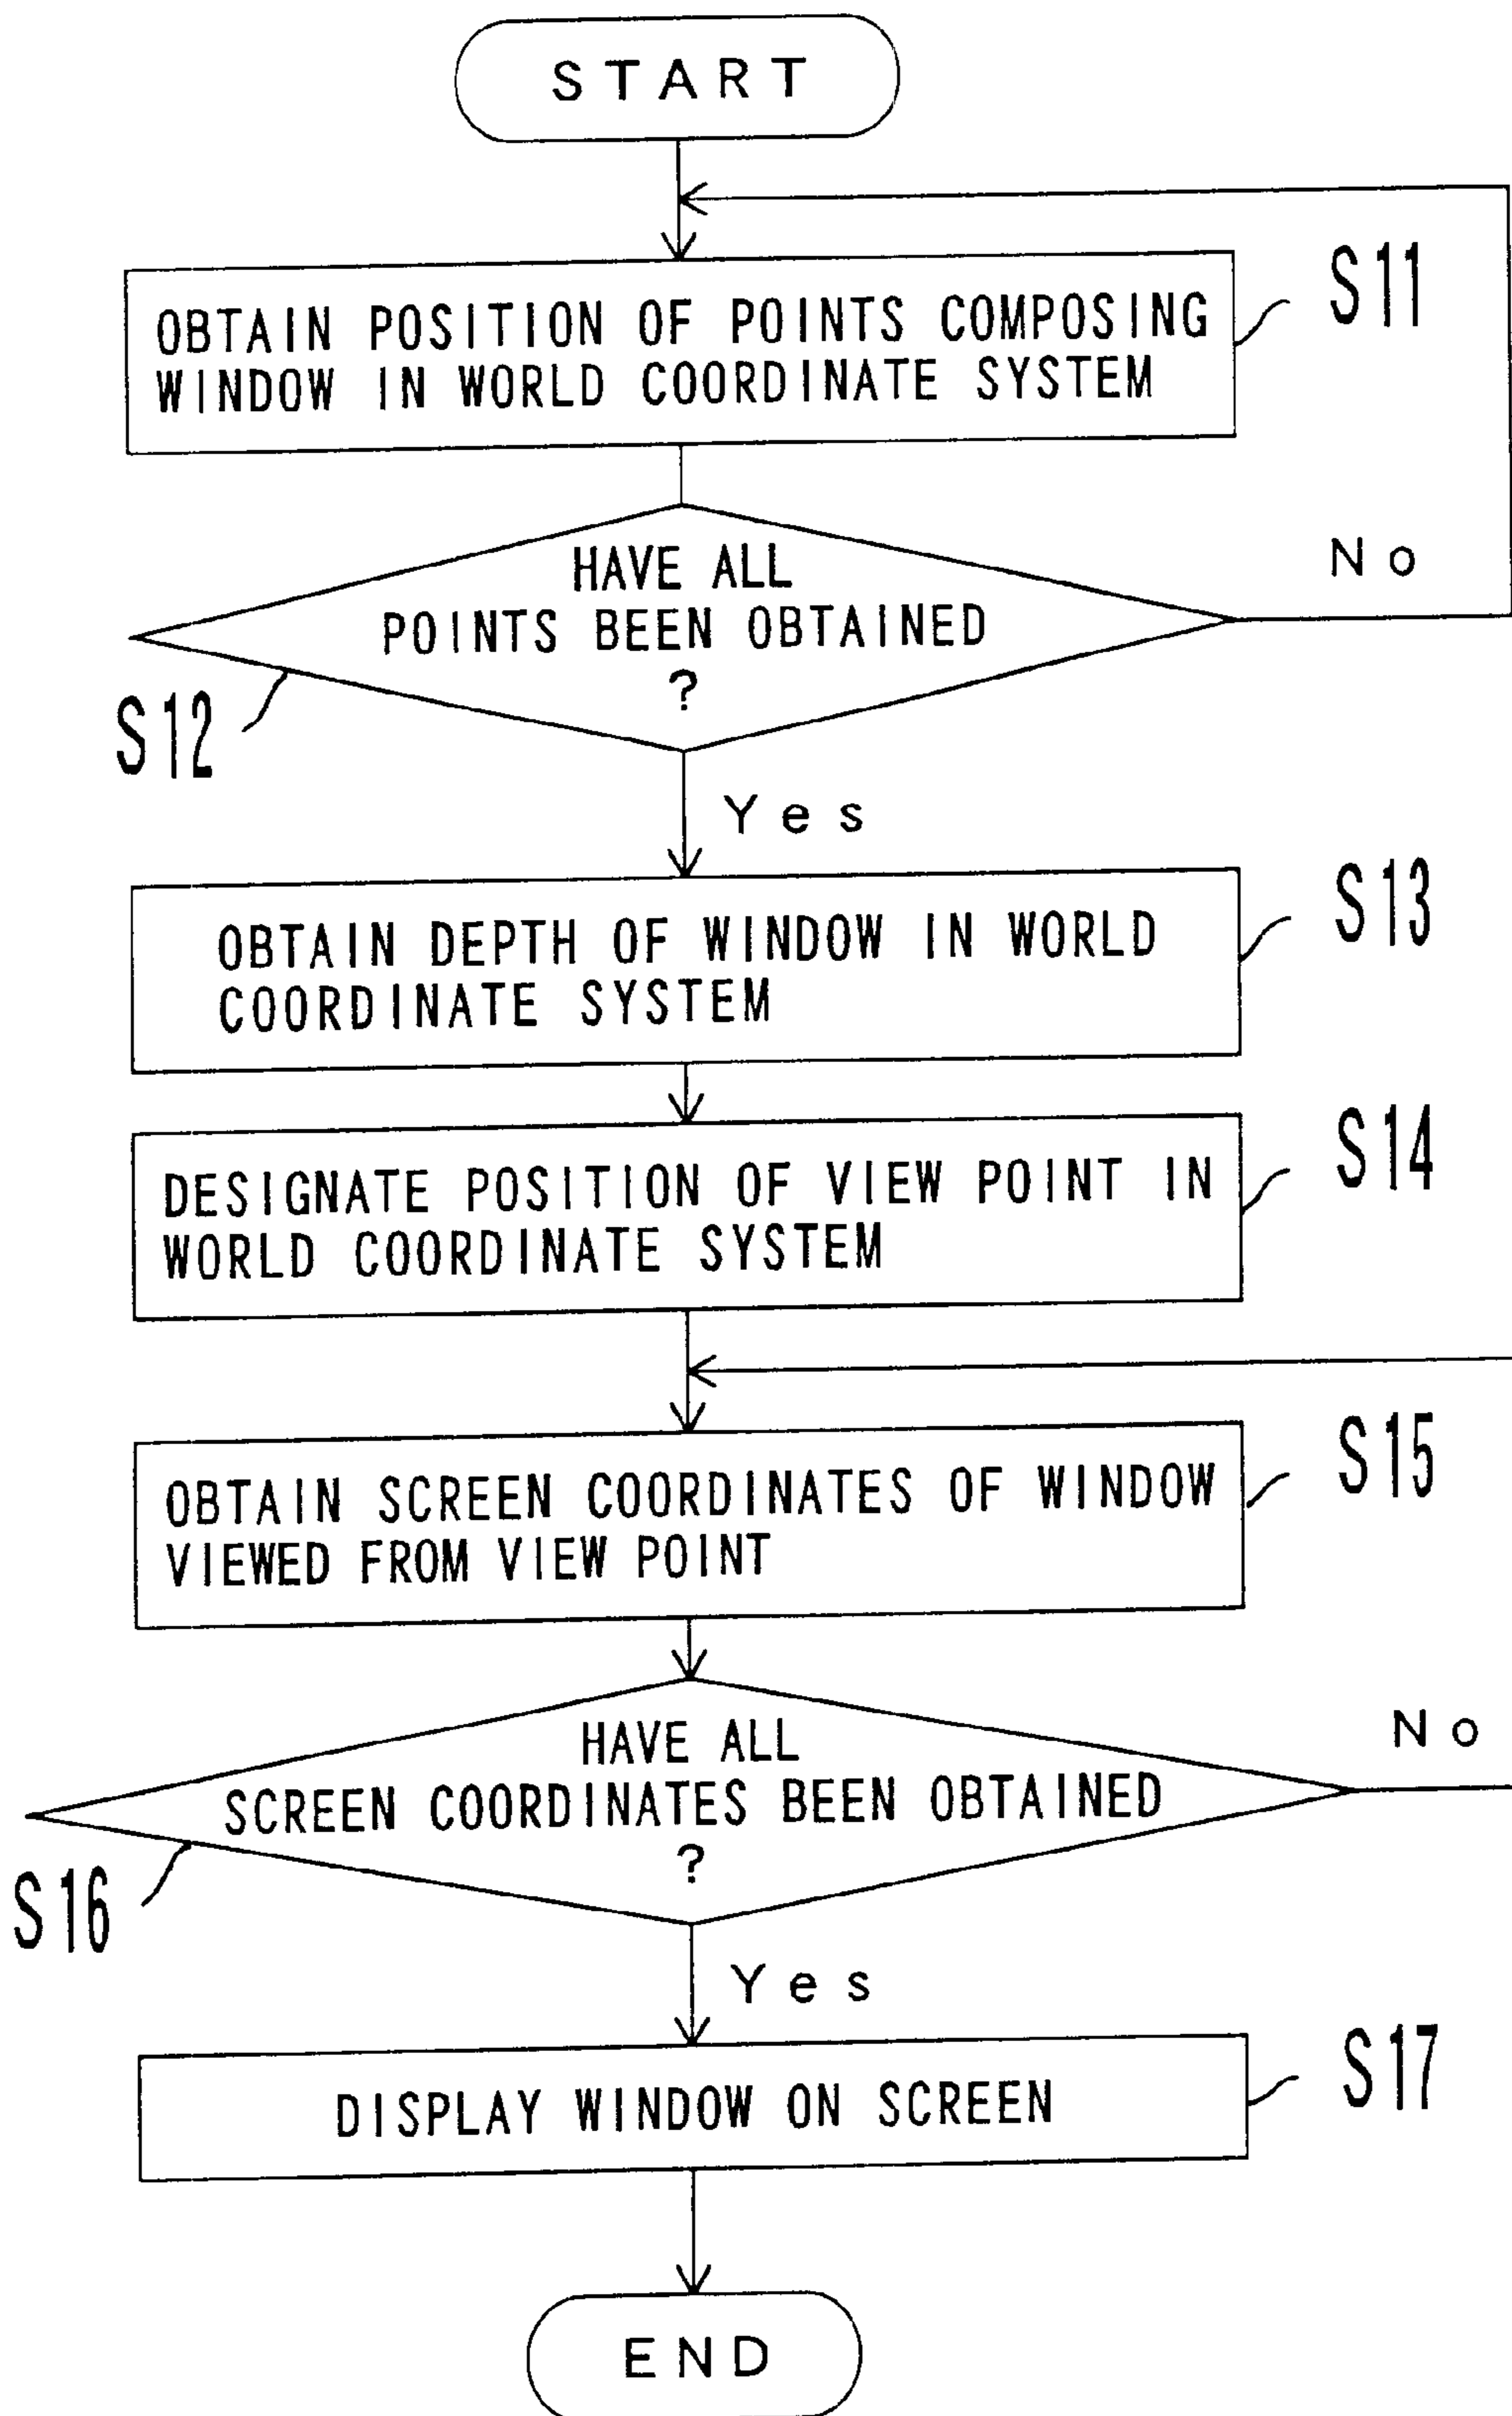 START
OBTAIN POSITION OF POINTS COMPOSING
WINDOW IN WORLD COORDINATE SYSTEM
S11
HAVE ALL
POINTS BEEN OBTAINED
?
No
S12
Yes
OBTAIN DEPTH OF WINDOW IN WORLD
COORDINATE SYSTEM
S13
DESIGNATE POSITION OF VIEW POINT IN
WORLD COORDINATE SYSTEM
S14
OBTAIN SCREEN COORDINATES OF WINDOW
VIEWED FROM VIEW POINT
S15
HAVE ALL
SCREEN COORDINATES BEEN OBTAINED
?
No
S16
Yes
DISPLAY WINDOW ON SCREEN
S17
END